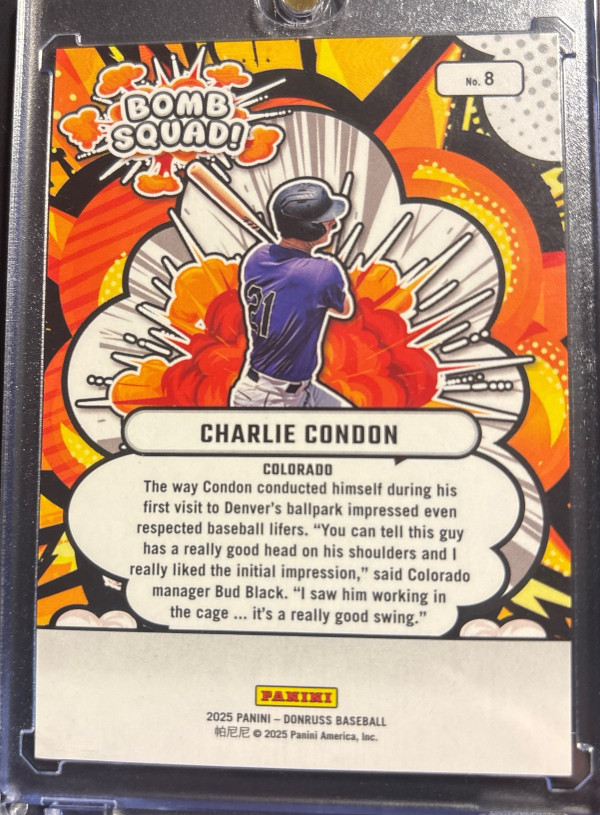 No. 8
BOMB
SQUAD!
21
CHARLIE CONDON
COLORADO
The way Condon conducted himself during his
first visit to Denver's ballpark impressed even
respected baseball lifers. “You can tell this guy
has a really good head on his shoulders and I
really liked the initial impression,” said Colorado
manager Bud Black. “I saw him working in
the cage ... it's a really good swing.”
PANINI
2025 PANINI – DONRUSS BASEBALL
帕尼尼 © 2025 Panini America, Inc.